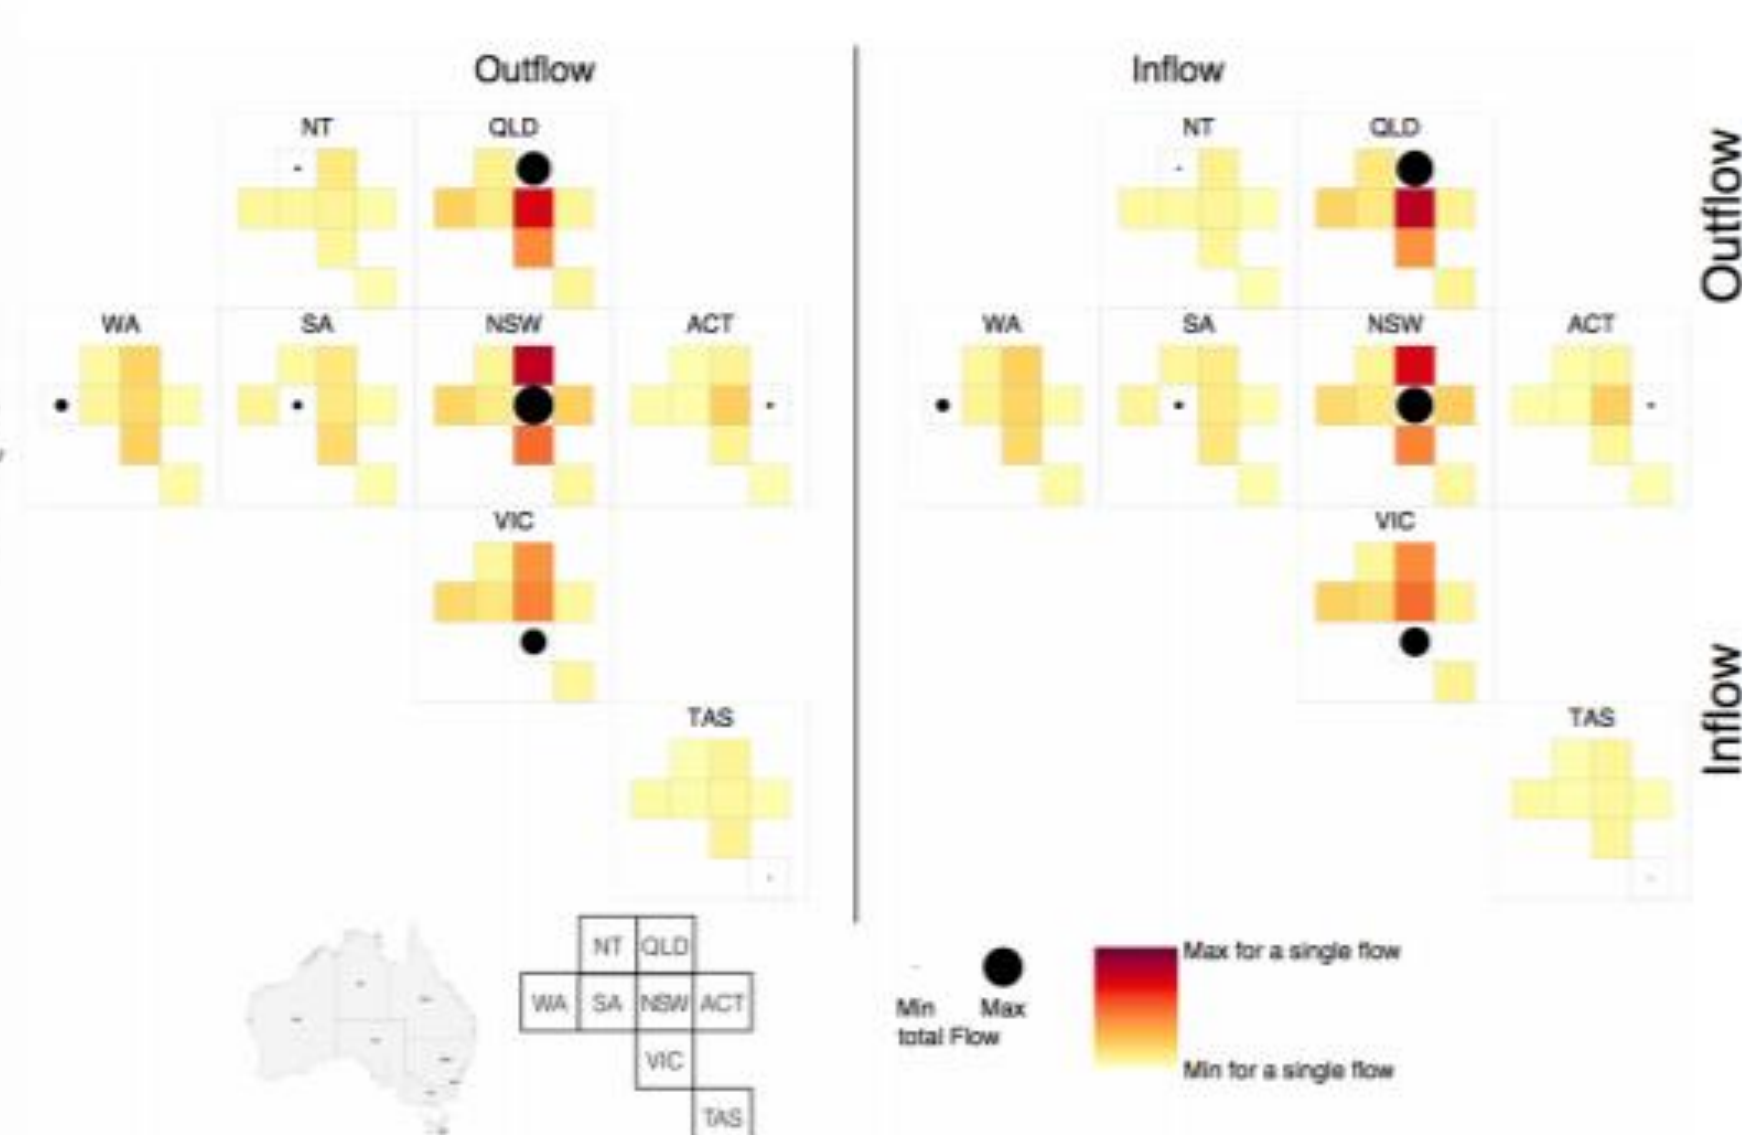 Outflow
Inflow
NT
QLD
NT
QLD
Outflow
WA
SA
NSW
ACT
WA
SA
NSW
ACT
VIC
VIC
Inflow
TAS
TAS
NT QLD
WA SA NSW ACT
VIC
TAS
Min Max
total Flow
Max for a single flow
Min for a single flow